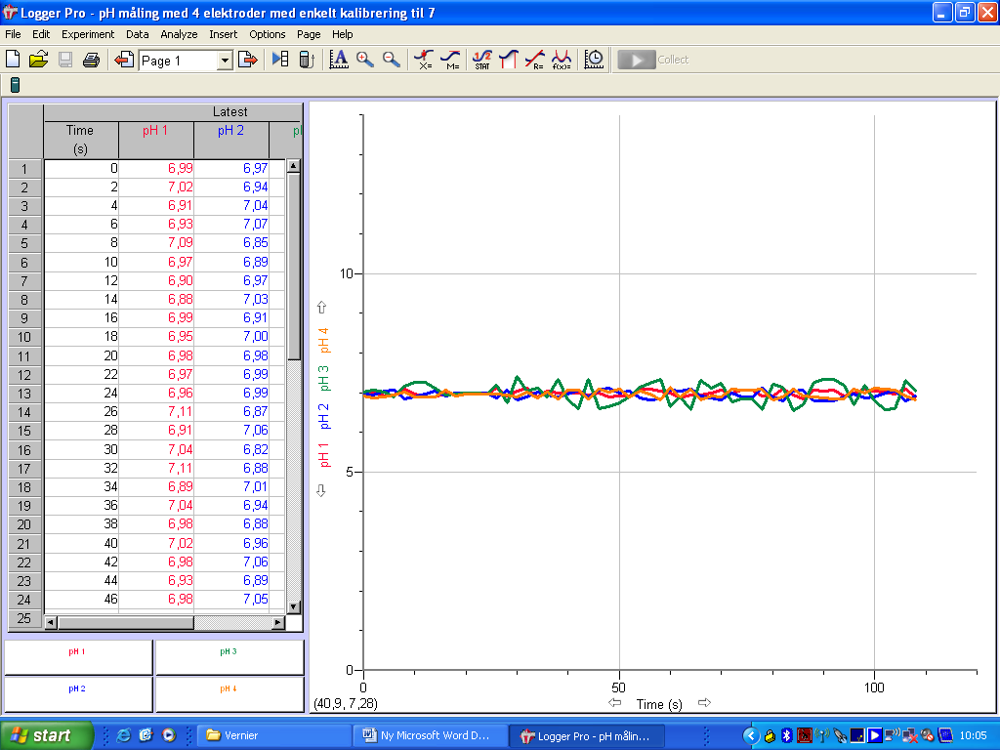 Logger Pro - pH måling med 4 elektroder med enkelt kalibrering til 7
File Edit Experiment Data Analyze Insert Options Page Help
Page 1 X= M= STAT R= f(x)= Collect
Latest
Time (s) pH 1 pH 2 pH
1 0 6,99 6,97
2 2 7,02 6,94
3 4 6,91 7,04
4 6 6,93 7,07
5 8 7,09 6,85
6 10 6,97 6,89
7 12 6,90 6,97
8 14 6,88 7,03
9 16 6,99 6,91
10 18 6,95 7,00
11 20 6,98 6,98
12 22 6,97 6,99
13 24 6,96 6,99
14 26 7,11 6,87
15 28 6,91 7,06
16 30 7,04 6,82
17 32 7,11 6,88
18 34 6,89 7,01
19 36 7,04 6,94
20 38 6,98 6,88
21 40 7,02 6,96
22 42 6,98 7,06
23 44 6,93 6,89
24 46 6,98 7,05
25
pH 1 pH 3
pH 2 pH 4
pH 1 pH 2 pH 3 pH 4
10
5
0
0 50 100
(40,9, 7,28) Time (s)
start Vernier Ny Microsoft Word D... Logger Pro - pH målin... 10:05